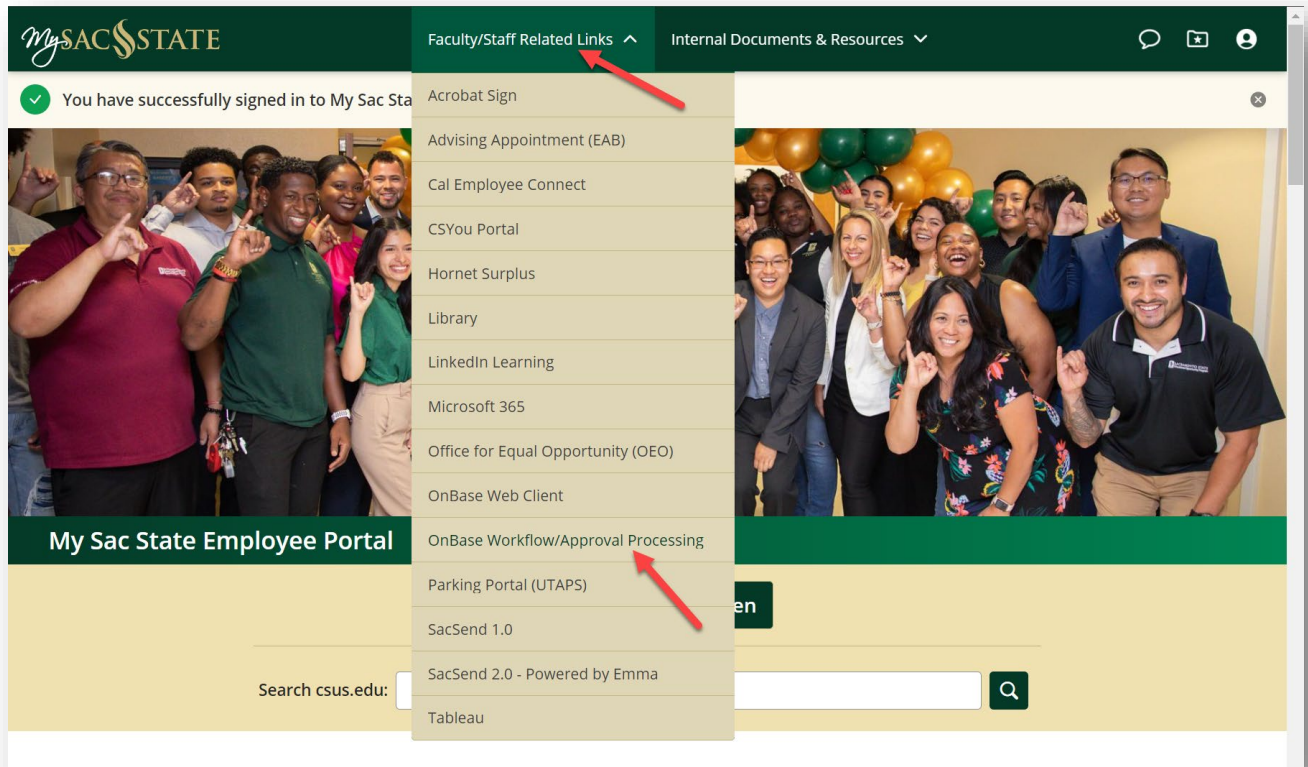 My SAC STATE
Faculty/Staff Related Links
Internal Documents & Resources
You have successfully signed in to My Sac Sta
Acrobat Sign
Advising Appointment (EAB)
Cal Employee Connect
CSYou Portal
Hornet Surplus
Library
LinkedIn Learning
Microsoft 365
Office for Equal Opportunity (OEO)
OnBase Web Client
OnBase Workflow/Approval Processing
Parking Portal (UTAPS)
SacSend 1.0
SacSend 2.0 - Powered by Emma
Tableau
My Sac State Employee Portal
en
Search csus.edu: